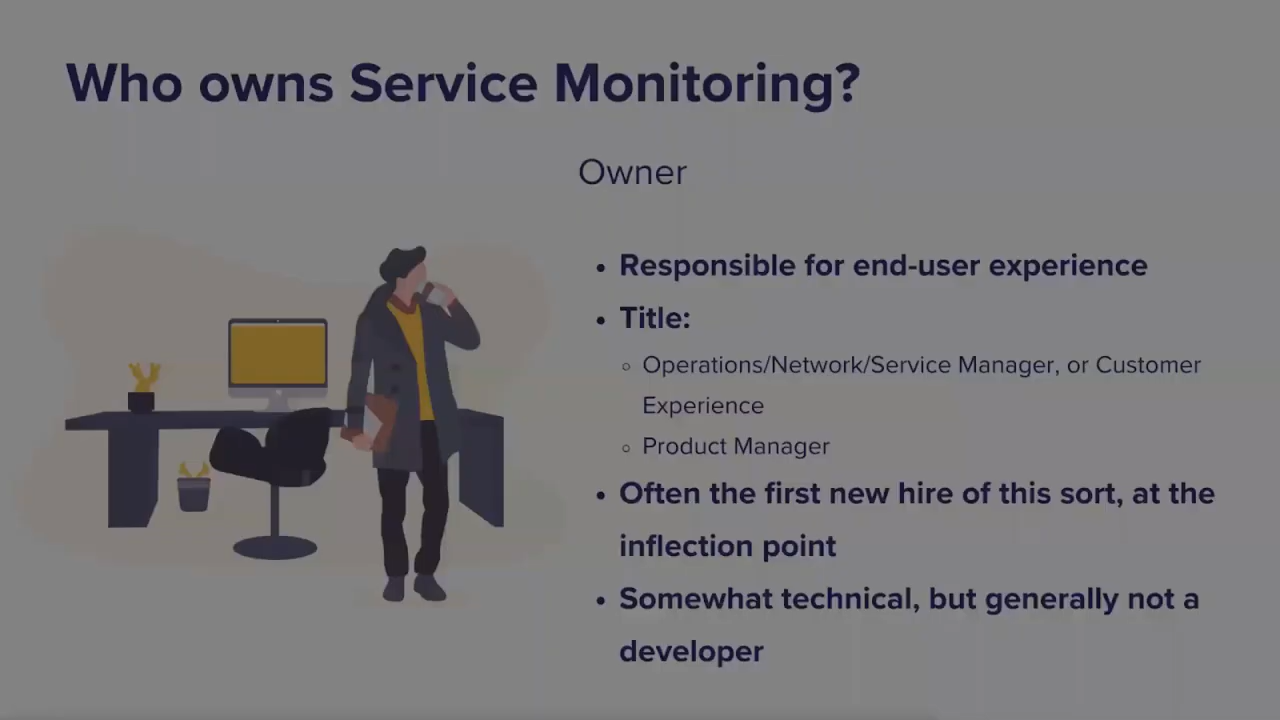 Who owns Service Monitoring?
Owner
• Responsible for end-user experience
• Title:
◦ Operations/Network/Service Manager, or Customer
Experience
◦ Product Manager
• Often the first new hire of this sort, at the
inflection point
• Somewhat technical, but generally not a
developer